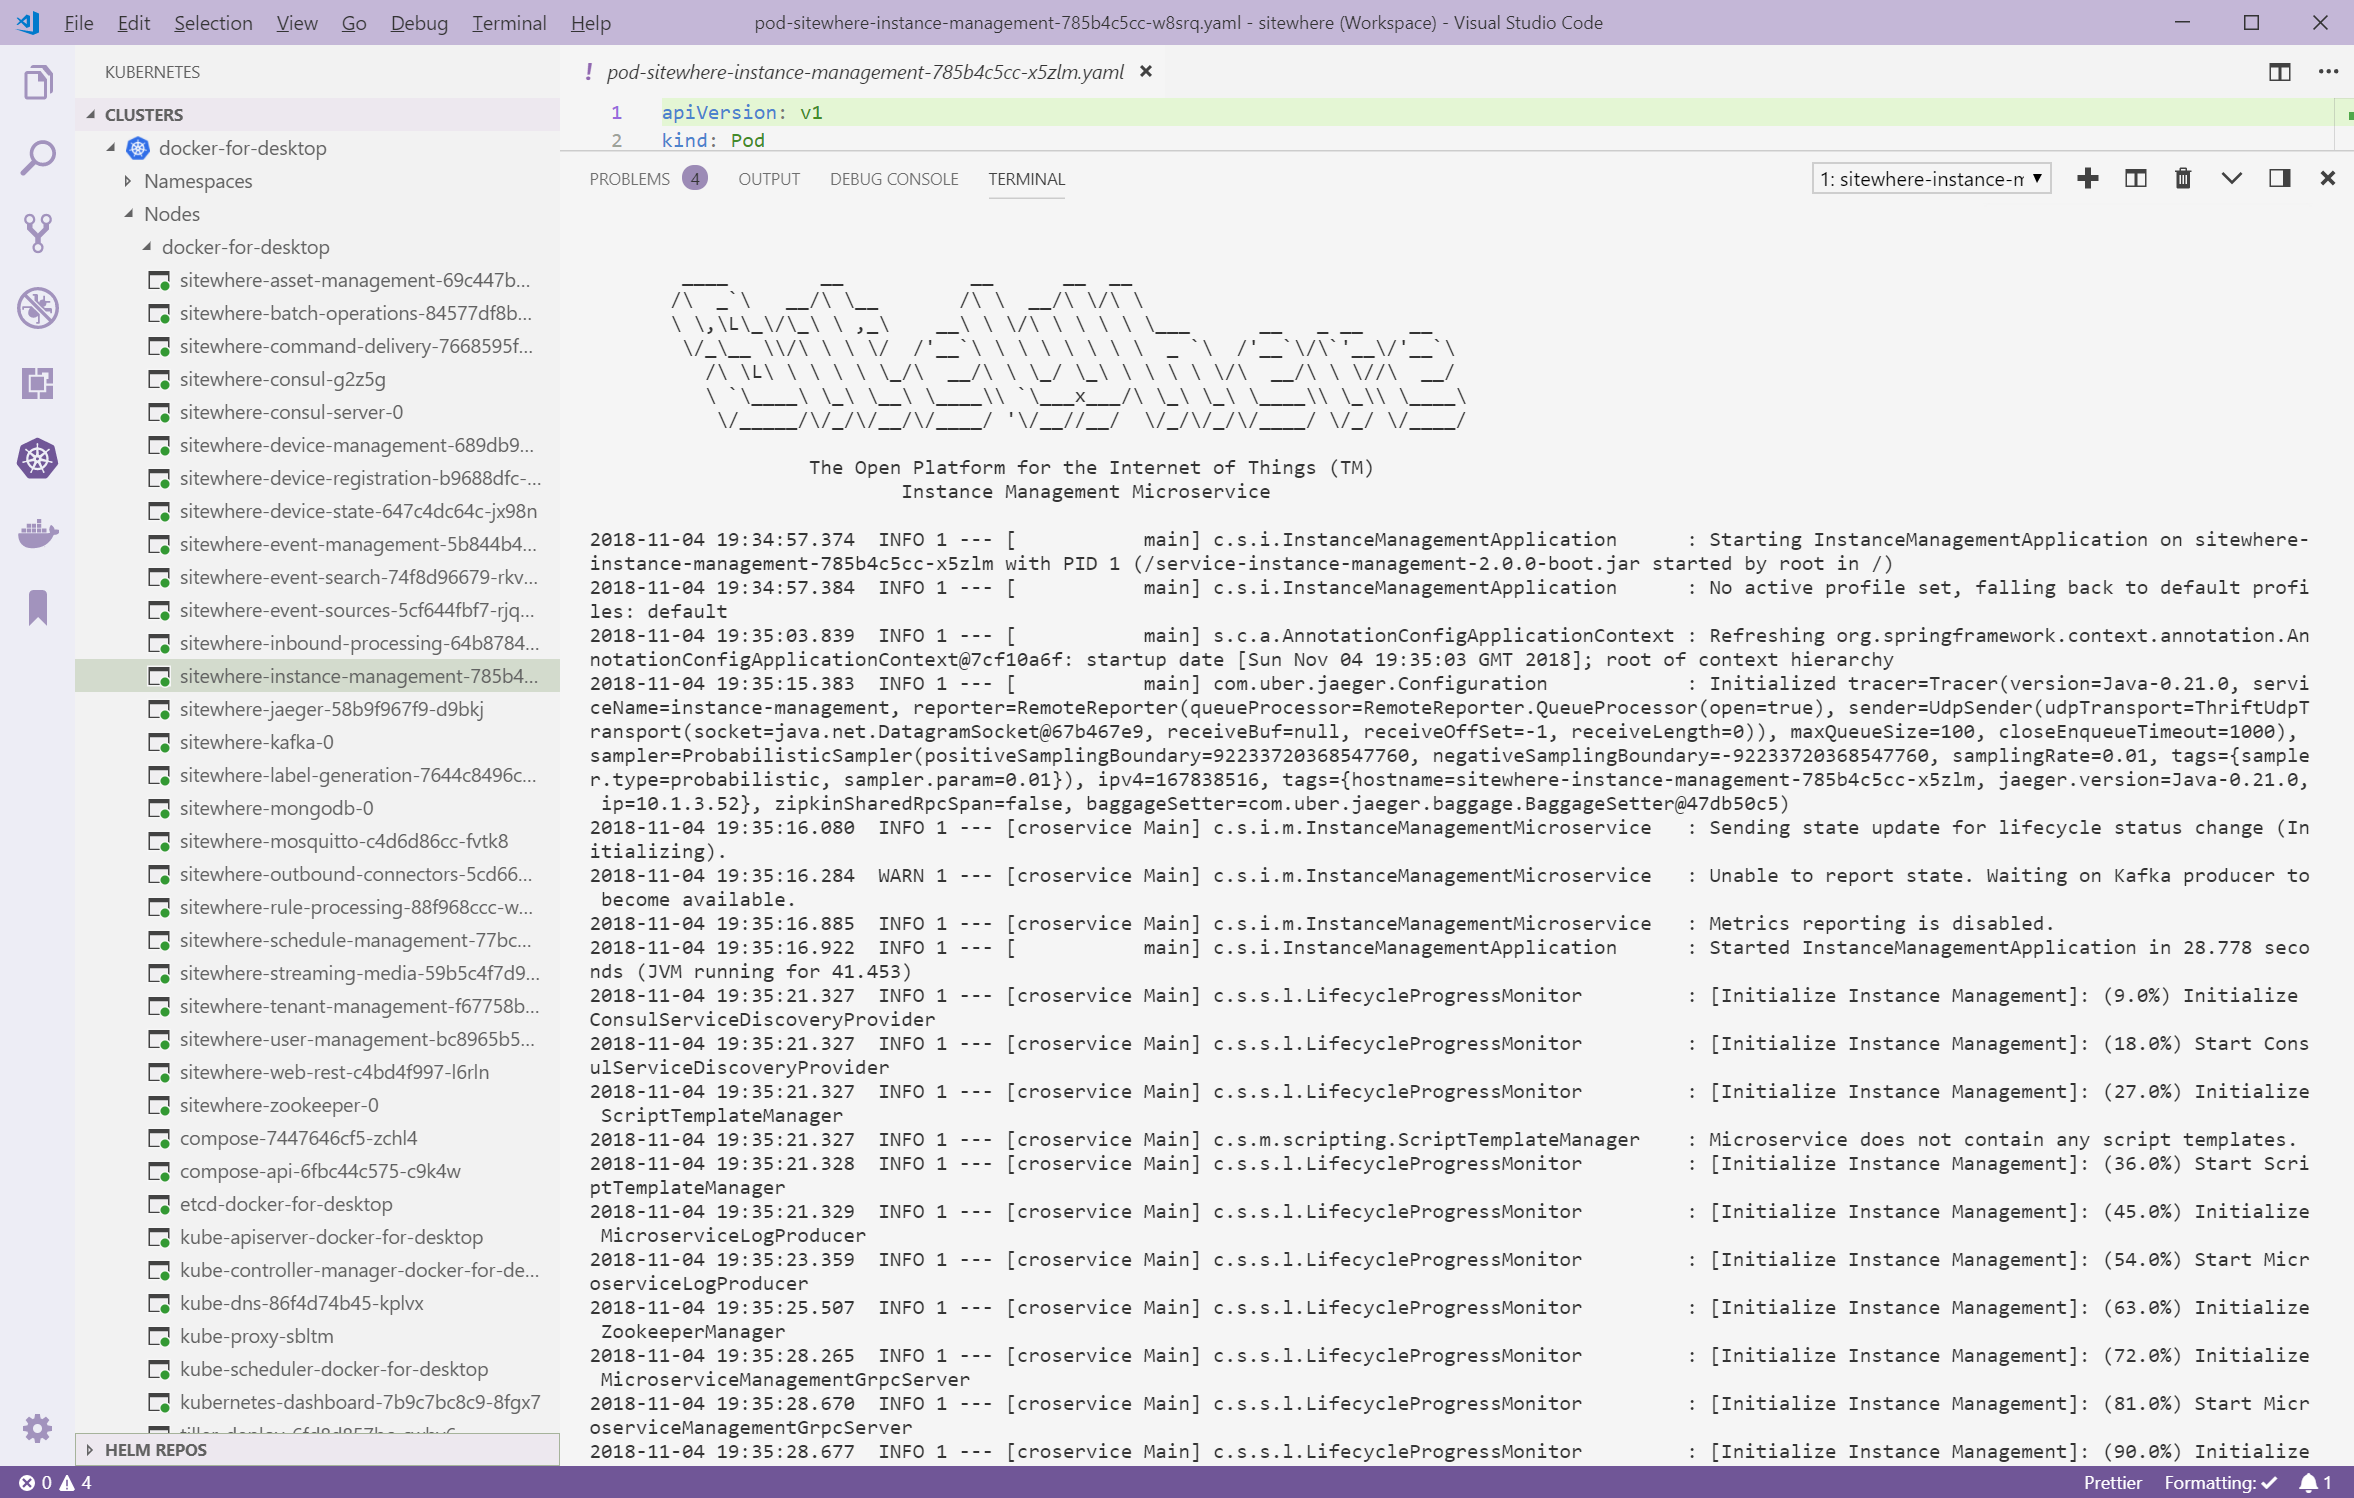 File Edit Selection View Go Debug Terminal Help
pod-sitewhere-instance-management-785b4c5cc-w8srq.yaml - sitewhere (Workspace) - Visual Studio Code
KUBERNETES
CLUSTERS
docker-for-desktop
Namespaces
Nodes
docker-for-desktop
sitewhere-asset-management-69c447b...
sitewhere-batch-operations-84577df8b...
sitewhere-command-delivery-7668595f...
sitewhere-consul-g2z5g
sitewhere-consul-server-0
sitewhere-device-management-689db9...
sitewhere-device-registration-b9688dfc-...
sitewhere-device-state-647c4dc64c-jx98n
sitewhere-event-management-5b844b4...
sitewhere-event-search-74f8d96679-rkv...
sitewhere-event-sources-5cf644fbf7-rjq...
sitewhere-inbound-processing-64b8784...
sitewhere-instance-management-785b4...
sitewhere-jaeger-58b9f967f9-d9bkj
sitewhere-kafka-0
sitewhere-label-generation-7644c8496c...
sitewhere-mongodb-0
sitewhere-mosquitto-c4d6d86cc-fvtk8
sitewhere-outbound-connectors-5cd66...
sitewhere-rule-processing-88f968ccc-w...
sitewhere-schedule-management-77bc...
sitewhere-streaming-media-59b5c4f7d9...
sitewhere-tenant-management-f67758b...
sitewhere-user-management-bc8965b5...
sitewhere-web-rest-c4bd4f997-l6rln
sitewhere-zookeeper-0
compose-7447646cf5-zchl4
compose-api-6fbc44c575-c9k4w
etcd-docker-for-desktop
kube-apiserver-docker-for-desktop
kube-controller-manager-docker-for-de...
kube-dns-86f4d74b45-kplvx
kube-proxy-sbltm
kube-scheduler-docker-for-desktop
kubernetes-dashboard-7b9c7bc8c9-8fgx7
HELM REPOS
! pod-sitewhere-instance-management-785b4c5cc-x5zlm.yaml
1 apiVersion: v1
2 kind: Pod
PROBLEMS 4 OUTPUT DEBUG CONSOLE TERMINAL
1: sitewhere-instance-m
SiteWhere
The Open Platform for the Internet of Things (TM)
Instance Management Microservice
2018-11-04 19:34:57.374  INFO 1 --- [           main] c.s.i.InstanceManagementApplication      : Starting InstanceManagementApplication on sitewhere-
instance-management-785b4c5cc-x5zlm with PID 1 (/service-instance-management-2.0.0-boot.jar started by root in /)
2018-11-04 19:34:57.384  INFO 1 --- [           main] c.s.i.InstanceManagementApplication      : No active profile set, falling back to default profi
les: default
2018-11-04 19:35:03.839  INFO 1 --- [           main] s.c.a.AnnotationConfigApplicationContext : Refreshing org.springframework.context.annotation.An
notationConfigApplicationContext@7cf10a6f: startup date [Sun Nov 04 19:35:03 GMT 2018]; root of context hierarchy
2018-11-04 19:35:15.383  INFO 1 --- [           main] com.uber.jaeger.Configuration            : Initialized tracer=Tracer(version=Java-0.21.0, servi
ceName=instance-management, reporter=RemoteReporter(queueProcessor=RemoteReporter.QueueProcessor(open=true), sender=UdpSender(udpTransport=ThriftUdpT
ransport(socket=java.net.DatagramSocket@67b467e9, receiveBuf=null, receiveOffSet=-1, receiveLength=0)), maxQueueSize=100, closeEnqueueTimeout=1000),
sampler=ProbabilisticSampler(positiveSamplingBoundary=92233720368547760, negativeSamplingBoundary=-92233720368547760, samplingRate=0.01, tags={sample
r.type=probabilistic, sampler.param=0.01}), ipv4=167838516, tags={hostname=sitewhere-instance-management-785b4c5cc-x5zlm, jaeger.version=Java-0.21.0,
ip=10.1.3.52}, zipkinSharedRpcSpan=false, baggageSetter=com.uber.jaeger.baggage.BaggageSetter@47db50c5)
2018-11-04 19:35:16.080  INFO 1 --- [croservice Main] c.s.i.m.InstanceManagementMicroservice   : Sending state update for lifecycle status change (In
itializing).
2018-11-04 19:35:16.284  WARN 1 --- [croservice Main] c.s.i.m.InstanceManagementMicroservice   : Unable to report state. Waiting on Kafka producer to
become available.
2018-11-04 19:35:16.885  INFO 1 --- [croservice Main] c.s.i.m.InstanceManagementMicroservice   : Metrics reporting is disabled.
2018-11-04 19:35:16.922  INFO 1 --- [           main] c.s.i.InstanceManagementApplication      : Started InstanceManagementApplication in 28.778 seco
nds (JVM running for 41.453)
2018-11-04 19:35:21.327  INFO 1 --- [croservice Main] c.s.s.l.LifecycleProgressMonitor         : [Initialize Instance Management]: (9.0%) Initialize
ConsulServiceDiscoveryProvider
2018-11-04 19:35:21.327  INFO 1 --- [croservice Main] c.s.s.l.LifecycleProgressMonitor         : [Initialize Instance Management]: (18.0%) Start Cons
ulServiceDiscoveryProvider
2018-11-04 19:35:21.327  INFO 1 --- [croservice Main] c.s.s.l.LifecycleProgressMonitor         : [Initialize Instance Management]: (27.0%) Initialize
ScriptTemplateManager
2018-11-04 19:35:21.327  INFO 1 --- [croservice Main] c.s.m.scripting.ScriptTemplateManager    : Microservice does not contain any script templates.
2018-11-04 19:35:21.328  INFO 1 --- [croservice Main] c.s.s.l.LifecycleProgressMonitor         : [Initialize Instance Management]: (36.0%) Start Scri
ptTemplateManager
2018-11-04 19:35:21.329  INFO 1 --- [croservice Main] c.s.s.l.LifecycleProgressMonitor         : [Initialize Instance Management]: (45.0%) Initialize
MicroserviceLogProducer
2018-11-04 19:35:23.359  INFO 1 --- [croservice Main] c.s.s.l.LifecycleProgressMonitor         : [Initialize Instance Management]: (54.0%) Start Micr
oserviceLogProducer
2018-11-04 19:35:25.507  INFO 1 --- [croservice Main] c.s.s.l.LifecycleProgressMonitor         : [Initialize Instance Management]: (63.0%) Initialize
ZookeeperManager
2018-11-04 19:35:28.265  INFO 1 --- [croservice Main] c.s.s.l.LifecycleProgressMonitor         : [Initialize Instance Management]: (72.0%) Initialize
MicroserviceManagementGrpcServer
2018-11-04 19:35:28.670  INFO 1 --- [croservice Main] c.s.s.l.LifecycleProgressMonitor         : [Initialize Instance Management]: (81.0%) Start Micr
oserviceManagementGrpcServer
2018-11-04 19:35:28.677  INFO 1 --- [croservice Main] c.s.s.l.LifecycleProgressMonitor         : [Initialize Instance Management]: (90.0%) Initialize
0 4
Prettier Formatting: 1